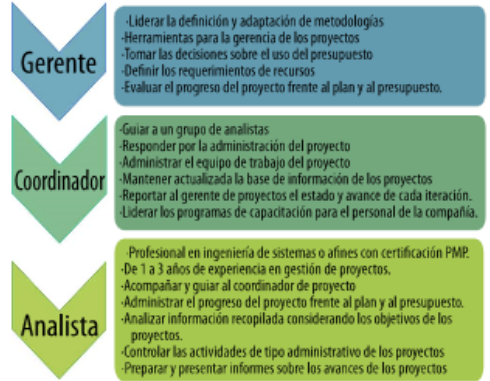 Gerente
·Liderar la definición y adaptación de metodologías
·Herramientas para la gerencia de los proyectos
·Tomar las decisiones sobre el uso del presupuesto
·Definir los requerimientos de recursos
·Evaluar el progreso del proyecto frente al plan y al presupuesto.
Coordinador
·Guiar a un grupo de analistas
·Responder por la administración del proyecto
·Administrar el equipo de trabajo del proyecto
·Mantener actualizada la base de información de los proyectos
·Reportar al gerente de proyectos el estado y avance de cada iteración.
·Liderar los programas de capacitación para el personal de la compañía.
Analista
·Profesional en ingeniería de sistemas o afines con certificación PMP.
·De 1 a 3 años de experiencia en gestión de proyectos.
·Acompañar y guiar al coordinador de proyecto
·Administrar el progreso del proyecto frente al plan y al presupuesto.
·Analizar información recopilada considerando los objetivos de los
proyectos.
·Controlar las actividades de tipo administrativo de los proyectos
·Preparar y presentar informes sobre los avances de los proyectos